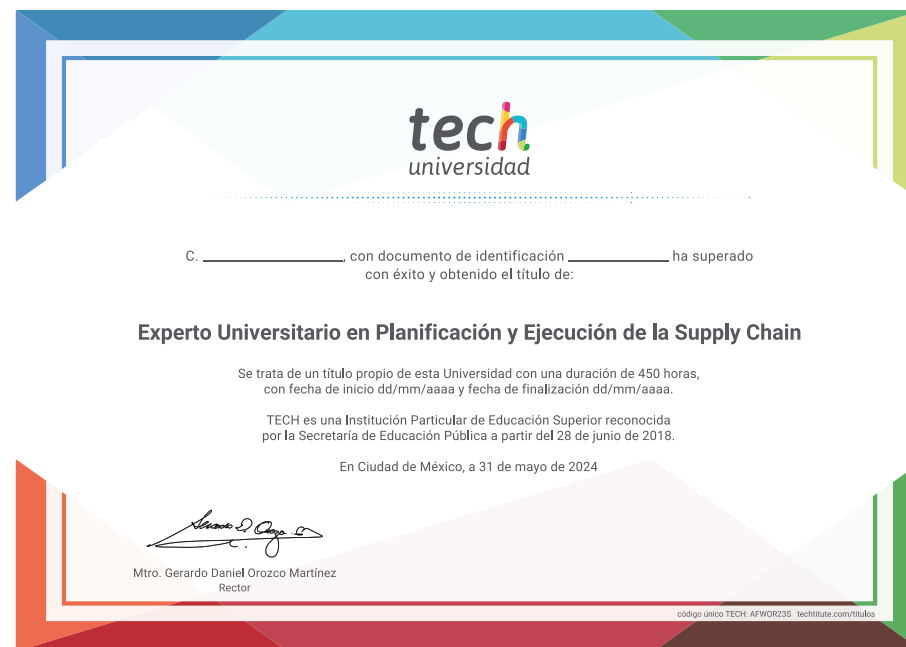 tech
universidad
C. ____________, con documento de identificación ____________ ha superado
con éxito y obtenido el título de:
Experto Universitario en Planificación y Ejecución de la Supply Chain
Se trata de un título propio de esta Universidad con una duración de 450 horas,
con fecha de inicio dd/mm/aaaa y fecha de finalización dd/mm/aaaa.
TECH es una Institución Particular de Educación Superior reconocida
por la Secretaría de Educación Pública a partir del 28 de junio de 2018.
En Ciudad de México, a 31 de mayo de 2024
Mtro. Gerardo Daniel Orozco Martínez
Rector
código único TECH: AFWOR23S techtitute.com/titulos